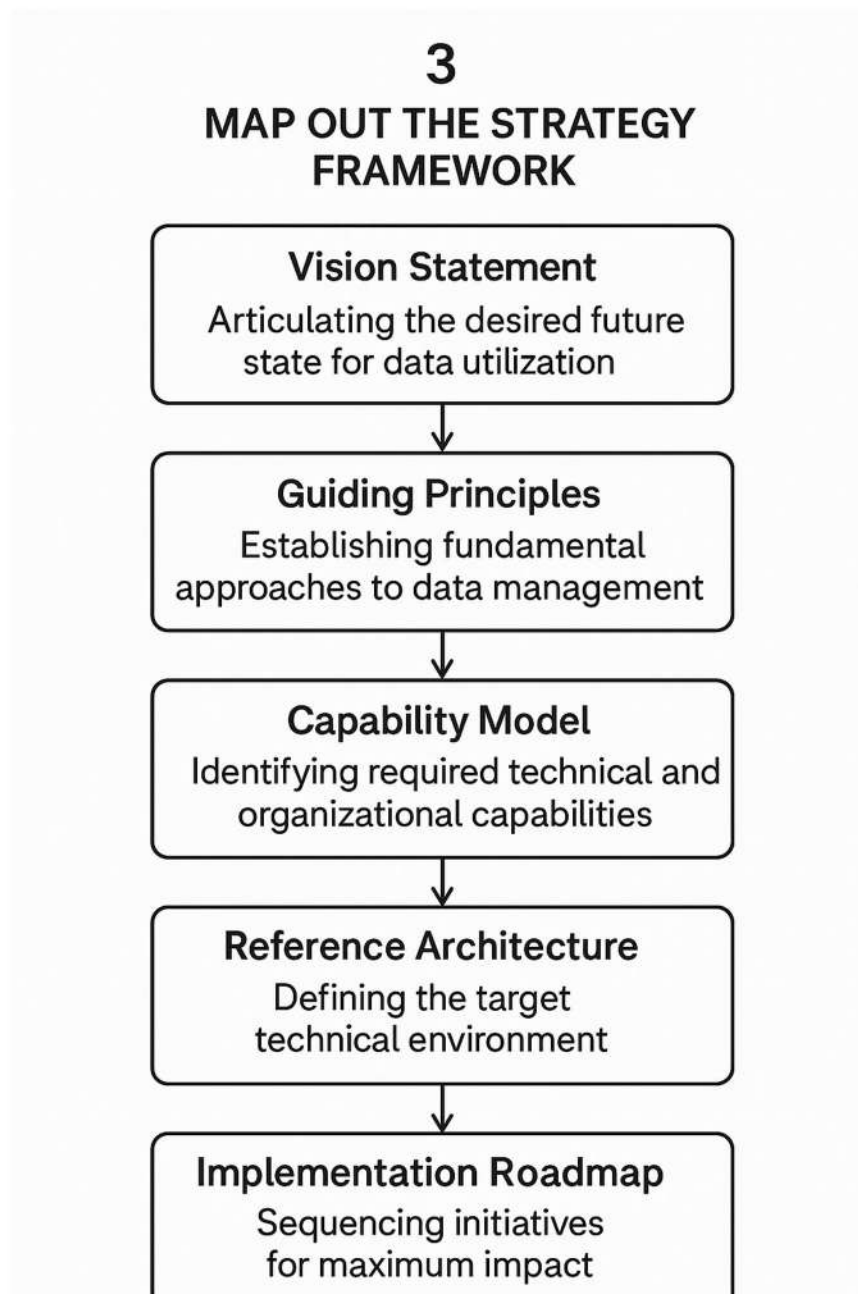 3
MAP OUT THE STRATEGY
FRAMEWORK
Vision Statement
Articulating the desired future
state for data utilization
Guiding Principles
Establishing fundamental
approaches to data management
Capability Model
Identifying required technical and
organizational capabilities
Reference Architecture
Defining the target
technical environment
Implementation Roadmap
Sequencing initiatives
for maximum impact